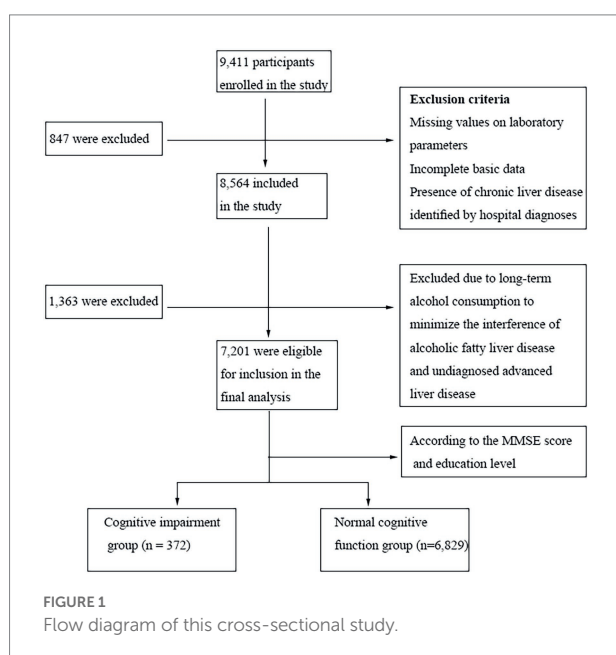 9,411 participants
enrolled in the study
Exclusion criteria
Missing values on laboratory
parameters
Incomplete basic data
Presence of chronic liver disease
identified by hospital diagnoses
847 were excluded
8,564 included
in the study
1,363 were excluded
Excluded due to long-term
alcohol consumption to
minimize the interference of
alcoholic fatty liver disease
and undiagnosed advanced
liver disease
7,201 were eligible
for inclusion in the
final analysis
According to the MMSE score
and education level
Cognitive impairment
group (n = 372)
Normal cognitive
function group (n=6,829)
FIGURE 1
Flow diagram of this cross-sectional study.